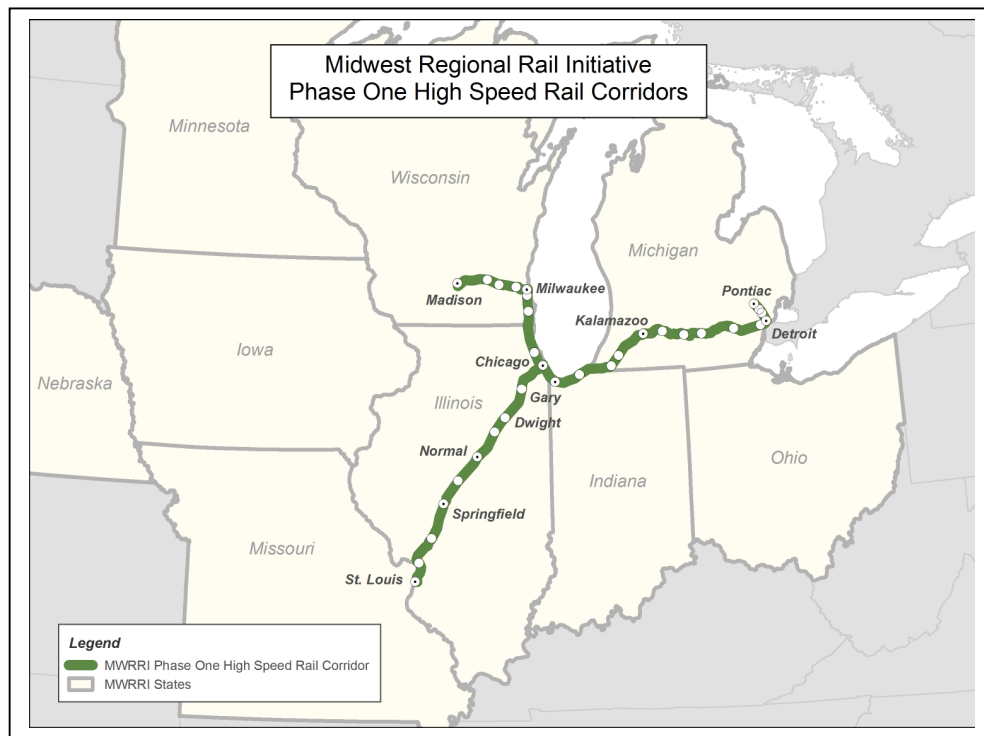 Midwest Regional Rail Initiative
Phase One High Speed Rail Corridors
Minnesota
Wisconsin
Michigan
Pontiac
Madison
Milwaukee
Kalamazoo
Detroit
Iowa
Chicago
Nebraska
Illinois
Gary
Dwight
Normal
Ohio
Indiana
Springfield
Missouri
St. Louis
Legend
MWRRI Phase One High Speed Rail Corridor
MWRRI States